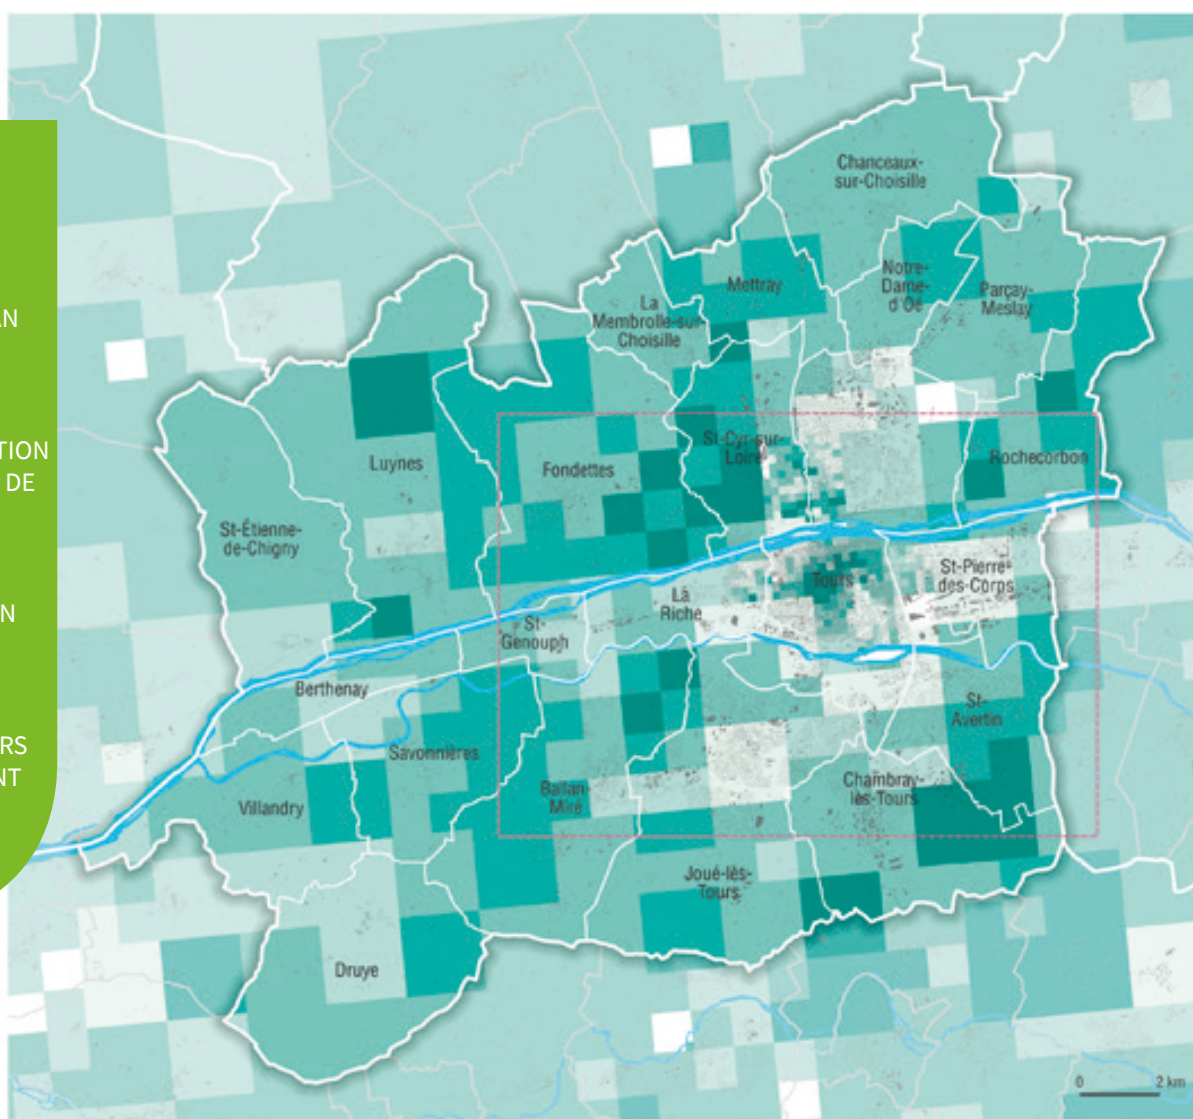 AN
TION
DE
N
RS
NT
Chanceaux-
sur-Choisille
Mettray
Notre-
Dame-
d'Oé
Parçay-
Meslay
La
Membrolle-sur-
Choisille
Luynes
Fondettes
St-Cyr-sur-
Loire
Rochecorbon
St-Étienne-
de-Chigny
Tours
St-Pierre-
des-Corps
La
Riche
St-
Genouph
Berthenay
Savonnières
St-
Avertin
Villandry
Ballan-
Miré
Chambray-
lès-Tours
Joué-lès-
Tours
Druye
0 2 km